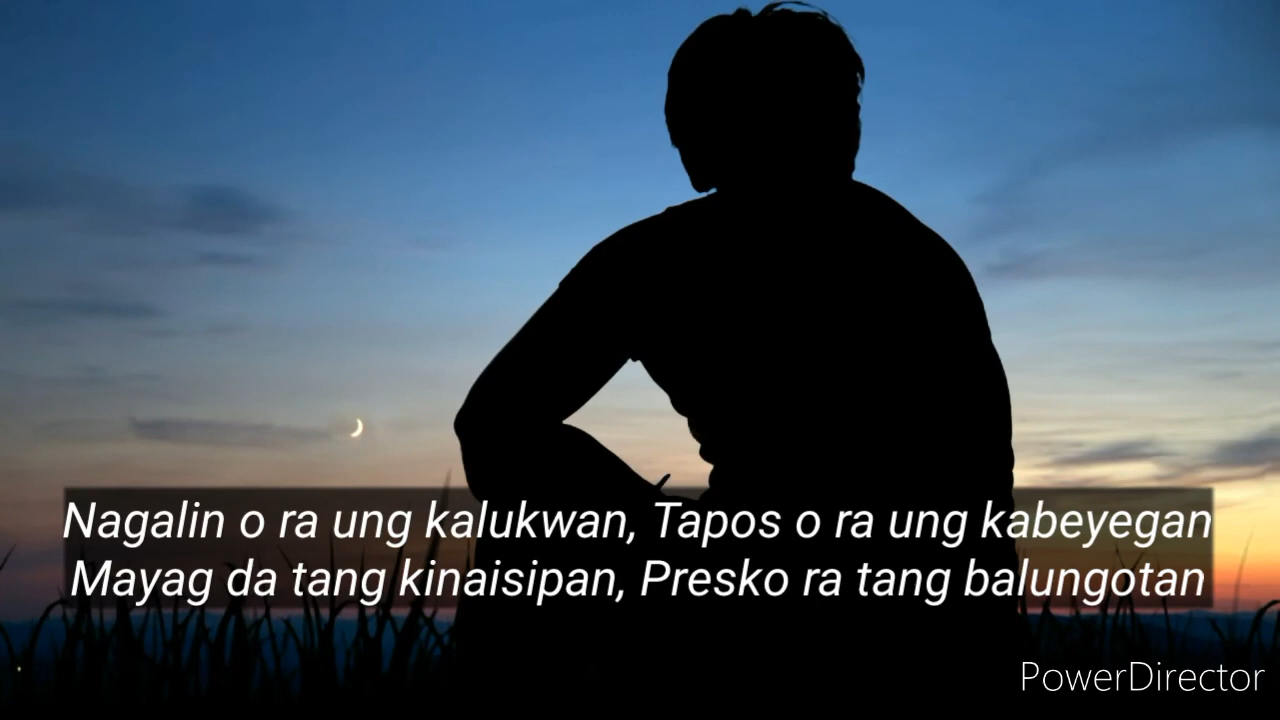 Nagalin o ra ung kalukwan, Tapos o ra ung kabeyegan
Mayag da tang kinaisipan, Presko ra tang balungotan
PowerDirector